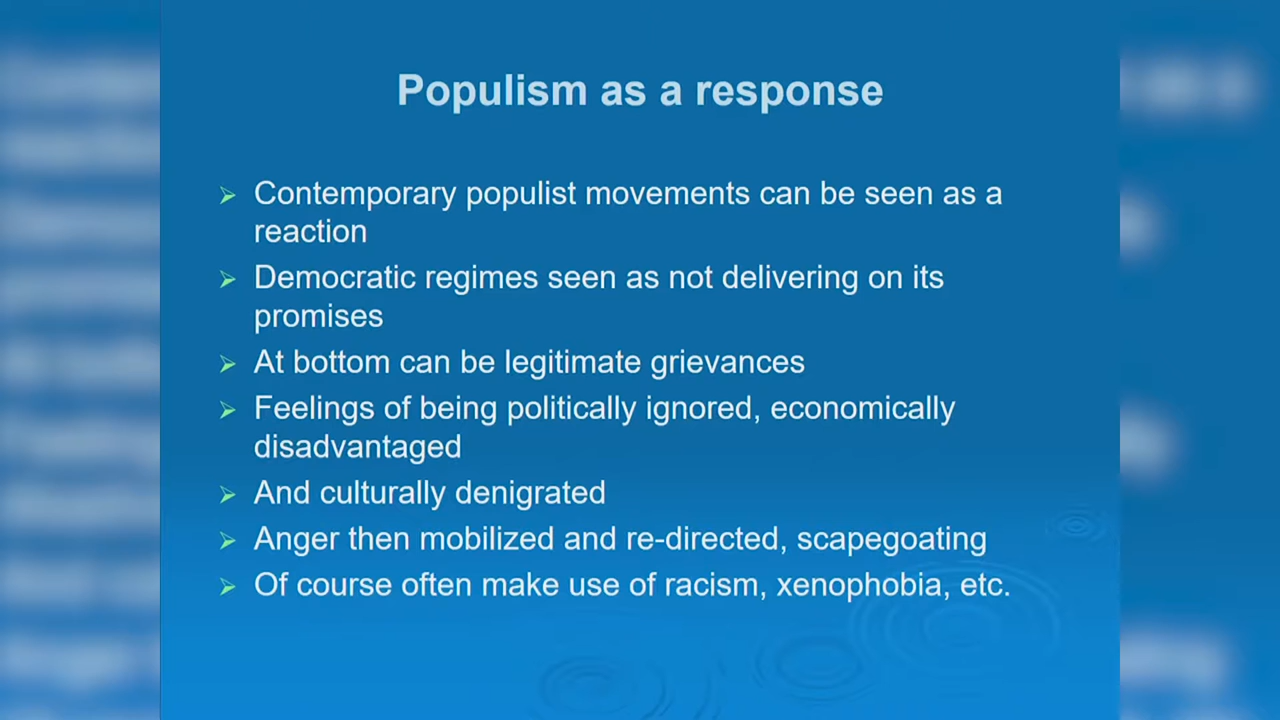 Populism as a response
Contemporary populist movements can be seen as a
reaction
Democratic regimes seen as not delivering on its
promises
At bottom can be legitimate grievances
Feelings of being politically ignored, economically
disadvantaged
And culturally denigrated
Anger then mobilized and re-directed, scapegoating
Of course often make use of racism, xenophobia, etc.